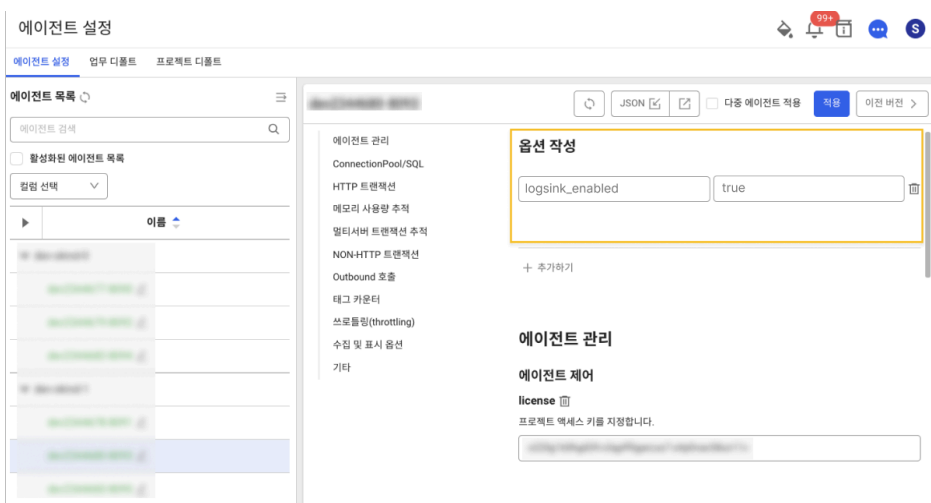 에이전트 설정
99+
S
에이전트 설정 업무 디폴트 프로젝트 디폴트
에이전트 목록
에이전트 검색
활성화된 에이전트 목록
컬럼 선택
이름
JSON
다중 에이전트 적용
적용
이전 버전
에이전트 관리
ConnectionPool/SQL
HTTP 트랜잭션
메모리 사용량 추적
멀티서버 트랜잭션 추적
NON-HTTP 트랜잭션
Outbound 호출
태그 카운터
쓰로틀링(throttling)
수집 및 표시 옵션
기타
옵션 작성
logsink_enabled true
추가하기
에이전트 관리
에이전트 제어
license
프로젝트 액세스 키를 지정합니다.